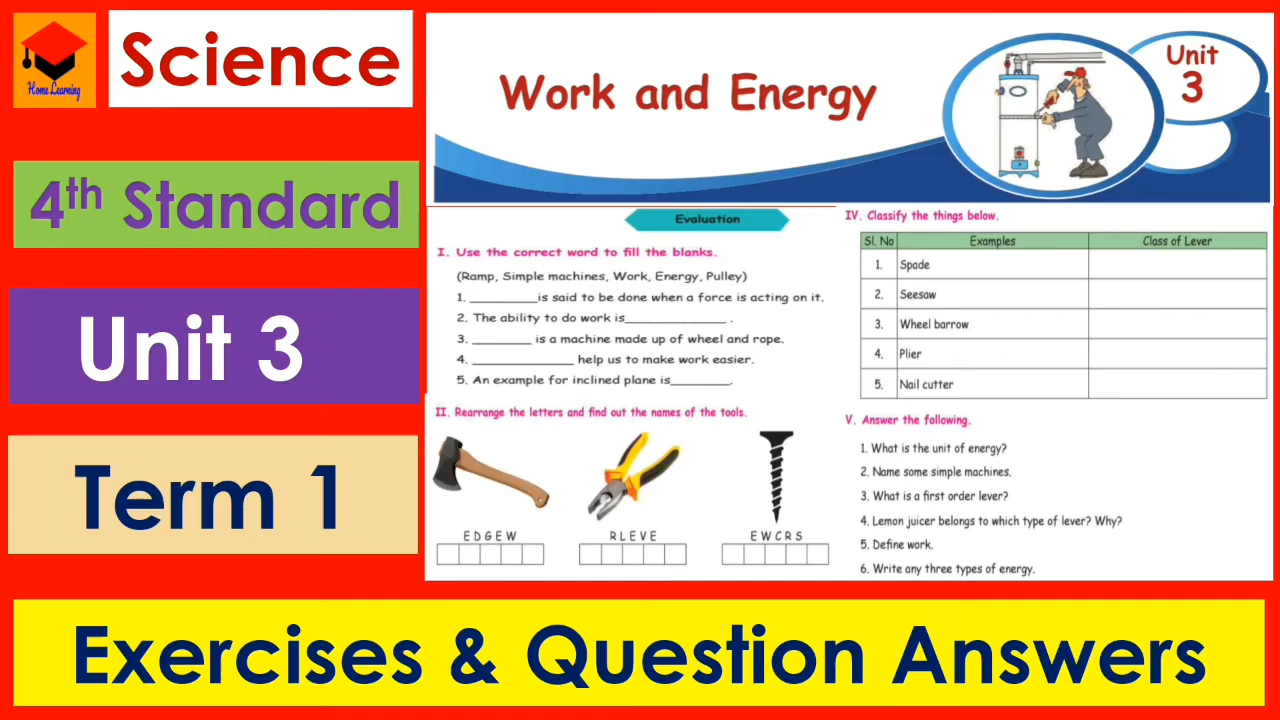 Home Learning
Science
4th Standard
Unit 3
Term 1
Work and Energy
Unit
3
Evaluation
I. Use the correct word to fill the blanks.
(Ramp, Simple machines, Work, Energy, Pulley)
1. __________is said to be done when a force is acting on it.
2. The ability to do work is_______________ .
3. _________ is a machine made up of wheel and rope.
4. _______________ help us to make work easier.
5. An example for inclined plane is_________.
II. Rearrange the letters and find out the names of the tools.
E D G E W
R L E V E
E W C R S
IV. Classify the things below.
Sl. No Examples Class of Lever
1. Spade
2. Seesaw
3. Wheel barrow
4. Plier
5. Nail cutter
V. Answer the following.
1. What is the unit of energy?
2. Name some simple machines.
3. What is a first order lever?
4. Lemon juicer belongs to which type of lever? Why?
5. Define work.
6. Write any three types of energy.
Exercises & Question Answers